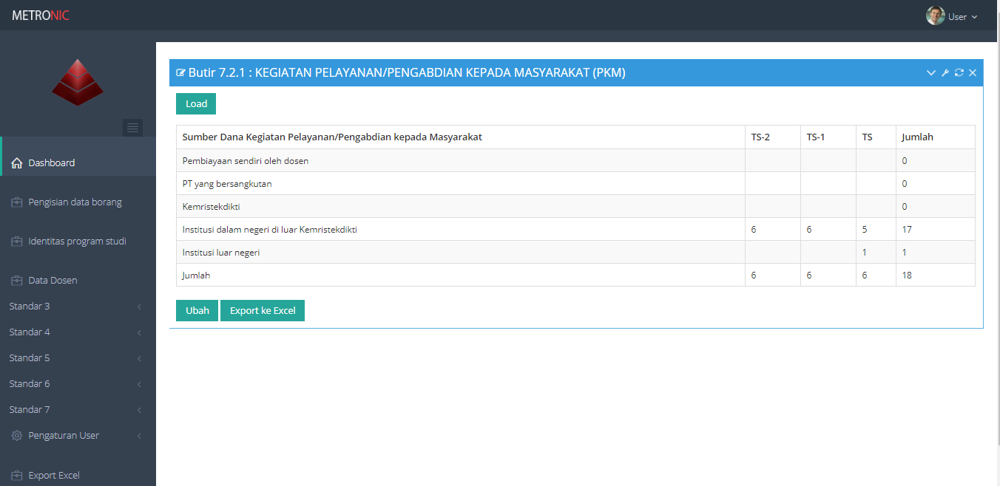 METRONIC
User
Dashboard
Pengisian data borang
Identitas program studi
Data Dosen
Standar 3
Standar 4
Standar 5
Standar 6
Standar 7
Pengaturan User
Export Excel
Butir 7.2.1 : KEGIATAN PELAYANAN/PENGABDIAN KEPADA MASYARAKAT (PKM)
Load
Sumber Dana Kegiatan Pelayanan/Pengabdian kepada Masyarakat TS-2 TS-1 TS Jumlah
Pembiayaan sendiri oleh dosen 0
PT yang bersangkutan 0
Kemristekdikti 0
Institusi dalam negeri di luar Kemristekdikti 6 6 5 17
Institusi luar negeri 1 1
Jumlah 6 6 6 18
Ubah Export ke Excel